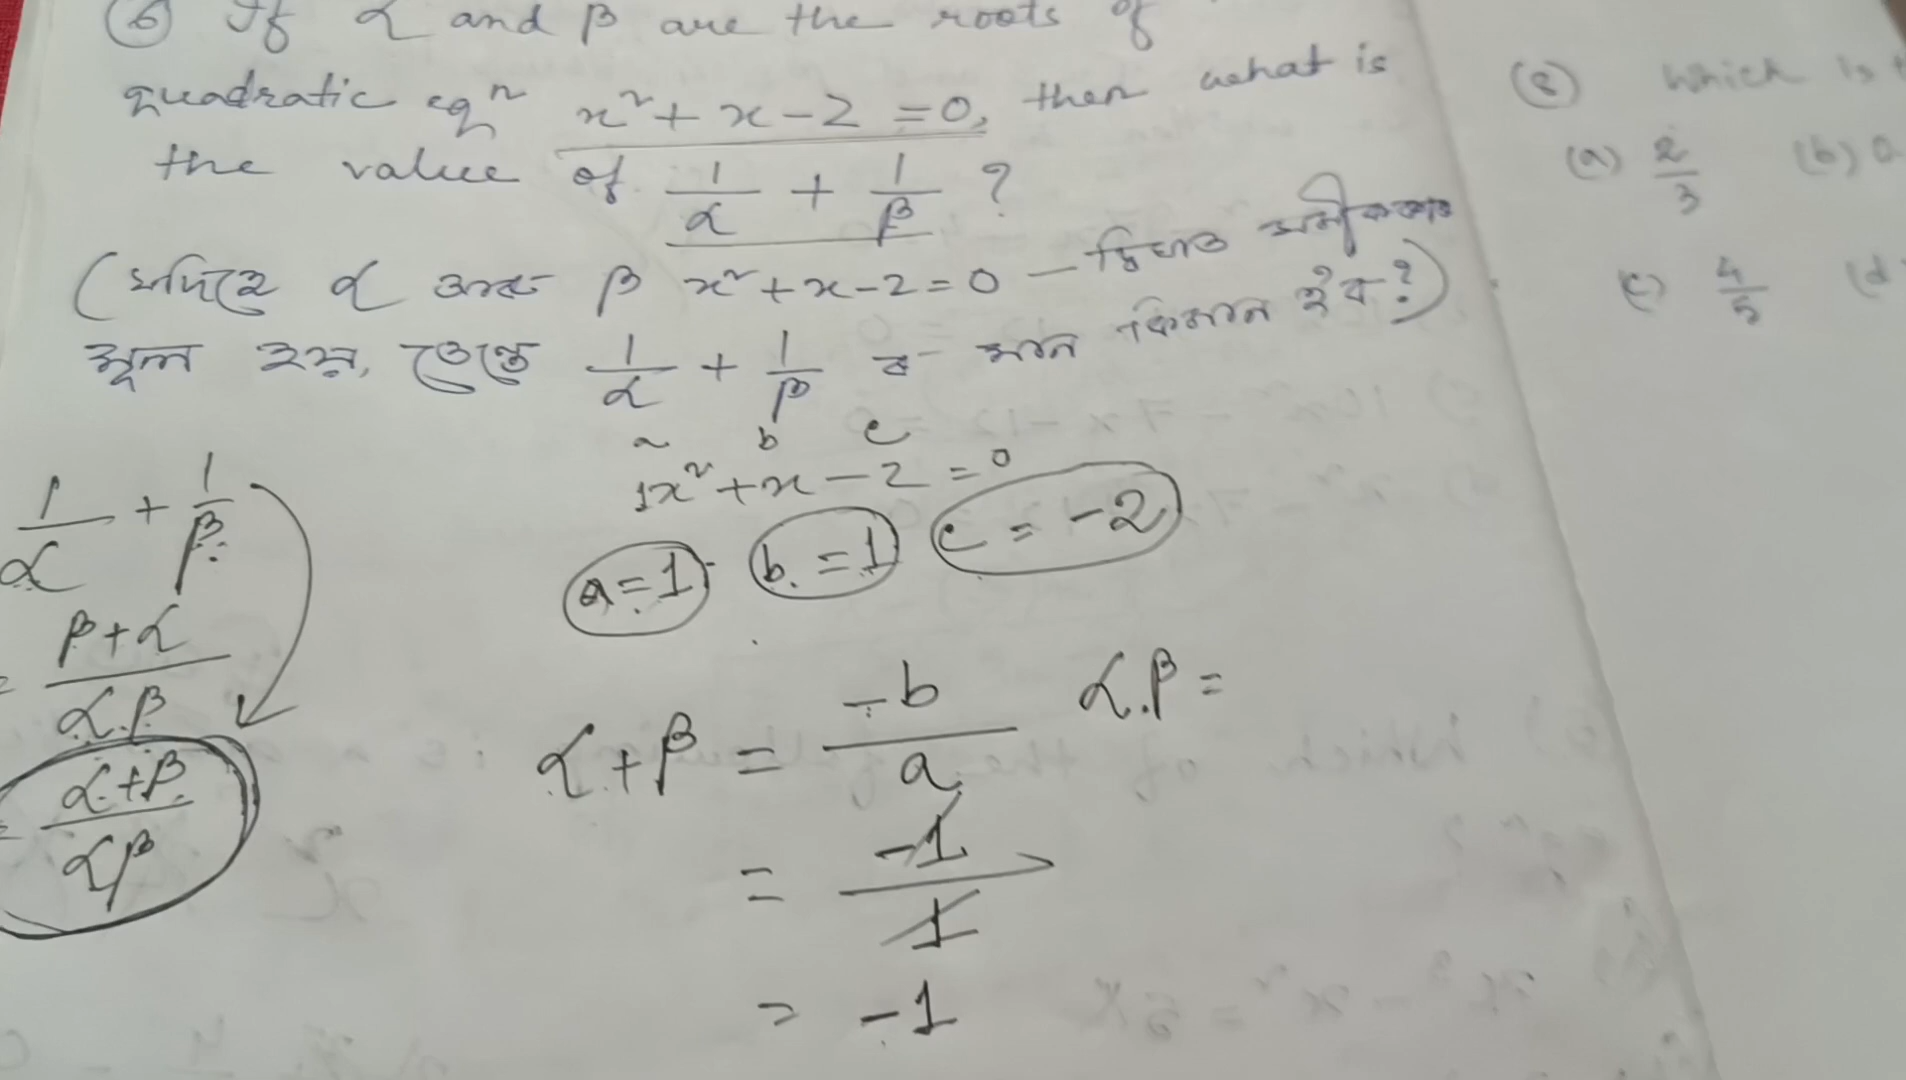 ⑥ If α and β are the roots of
quadratic eqn x² + x - 2 = 0, then what is
the value of 1/α + 1/β ?
(যদিহে α আৰু β x² + x - 2 = 0 — দ্বিঘাত সমীকৰণৰ
মূল হয়, তেন্তে 1/α + 1/β ৰ মান কিমান হ'ব?)
a b c
1x² + x - 2 = 0
a = 1 b = 1 c = -2
1/α + 1/β
= β + α / α.β
= α + β / αβ
α + β = -b / a α.β =
= -1 / 1
= -1
(8) which is
(a) 2/3 (b)
(c) 4/5 (d